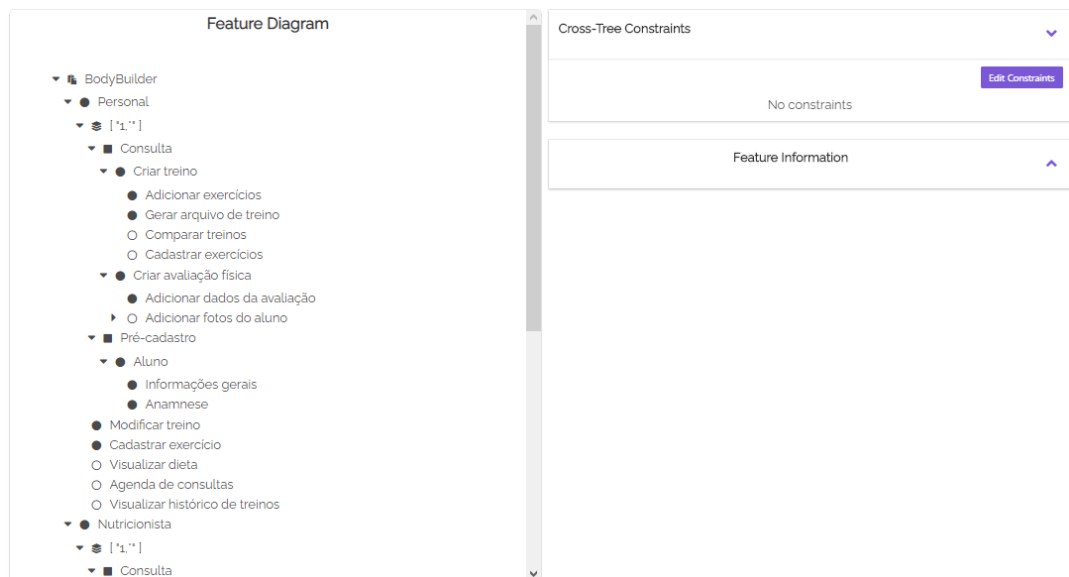 Feature Diagram
BodyBuilder
Personal
[ "1,*" ]
Consulta
Criar treino
Adicionar exercícios
Gerar arquivo de treino
Comparar treinos
Cadastrar exercícios
Criar avaliação física
Adicionar dados da avaliação
Adicionar fotos do aluno
Pré-cadastro
Aluno
Informações gerais
Anamnese
Modificar treino
Cadastrar exercício
Visualizar dieta
Agenda de consultas
Visualizar histórico de treinos
Nutricionista
[ "1,*" ]
Consulta
Cross-Tree Constraints
Edit Constraints
No constraints
Feature Information